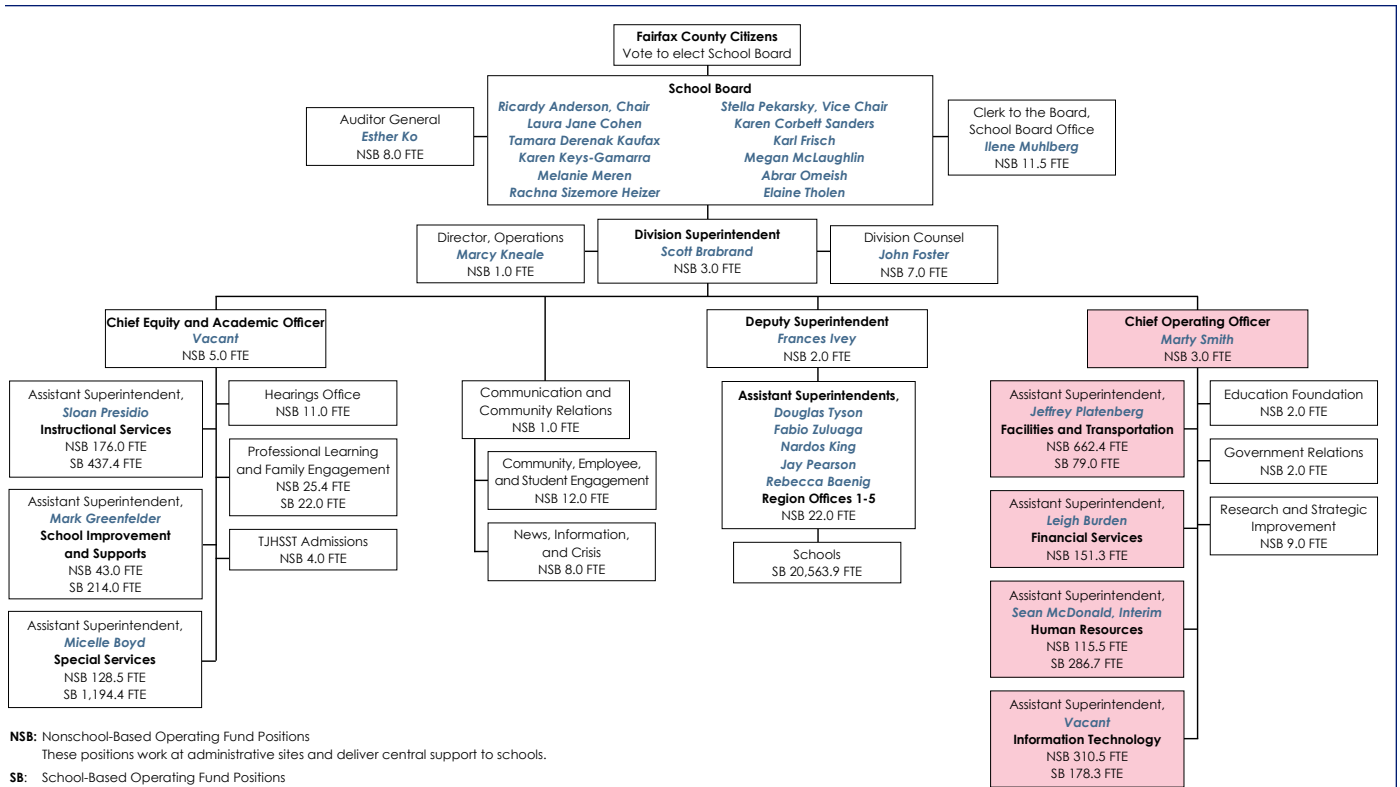 Fairfax County Citizens
Vote to elect School Board
School Board
Ricardy Anderson, Chair
Laura Jane Cohen
Tamara Derenak Kaufax
Karen Keys-Gamarra
Melanie Meren
Rachna Sizemore Heizer
Stella Pekarsky, Vice Chair
Karen Corbett Sanders
Karl Frisch
Megan McLaughlin
Abrar Omeish
Elaine Tholen
Auditor General
Esther Ko
NSB 8.0 FTE
Clerk to the Board,
School Board Office
Ilene Muhlberg
NSB 11.5 FTE
Director, Operations
Marcy Kneale
NSB 1.0 FTE
Division Superintendent
Scott Brabrand
NSB 3.0 FTE
Division Counsel
John Foster
NSB 7.0 FTE
Chief Equity and Academic Officer
Vacant
NSB 5.0 FTE
Assistant Superintendent,
Sloan Presidio
Instructional Services
NSB 176.0 FTE
SB 437.4 FTE
Assistant Superintendent,
Mark Greenfelder
School Improvement
and Supports
NSB 43.0 FTE
SB 214.0 FTE
Assistant Superintendent,
Micelle Boyd
Special Services
NSB 128.5 FTE
SB 1,194.4 FTE
Hearings Office
NSB 11.0 FTE
Professional Learning
and Family Engagement
NSB 25.4 FTE
SB 22.0 FTE
TJHSST Admissions
NSB 4.0 FTE
Communication and
Community Relations
NSB 1.0 FTE
Community, Employee,
and Student Engagement
NSB 12.0 FTE
News, Information,
and Crisis
NSB 8.0 FTE
Deputy Superintendent
Frances Ivey
NSB 2.0 FTE
Assistant Superintendents,
Douglas Tyson
Fabio Zuluaga
Nardos King
Jay Pearson
Rebecca Baenig
Region Offices 1-5
NSB 22.0 FTE
Schools
SB 20,563.9 FTE
Chief Operating Officer
Marty Smith
NSB 3.0 FTE
Assistant Superintendent,
Jeffrey Platenberg
Facilities and Transportation
NSB 662.4 FTE
SB 79.0 FTE
Assistant Superintendent,
Leigh Burden
Financial Services
NSB 151.3 FTE
Assistant Superintendent,
Sean McDonald, Interim
Human Resources
NSB 115.5 FTE
SB 286.7 FTE
Assistant Superintendent,
Vacant
Information Technology
NSB 310.5 FTE
SB 178.3 FTE
Education Foundation
NSB 2.0 FTE
Government Relations
NSB 2.0 FTE
Research and Strategic
Improvement
NSB 9.0 FTE
NSB: Nonschool-Based Operating Fund Positions
These positions work at administrative sites and deliver central support to schools.
SB: School-Based Operating Fund Positions